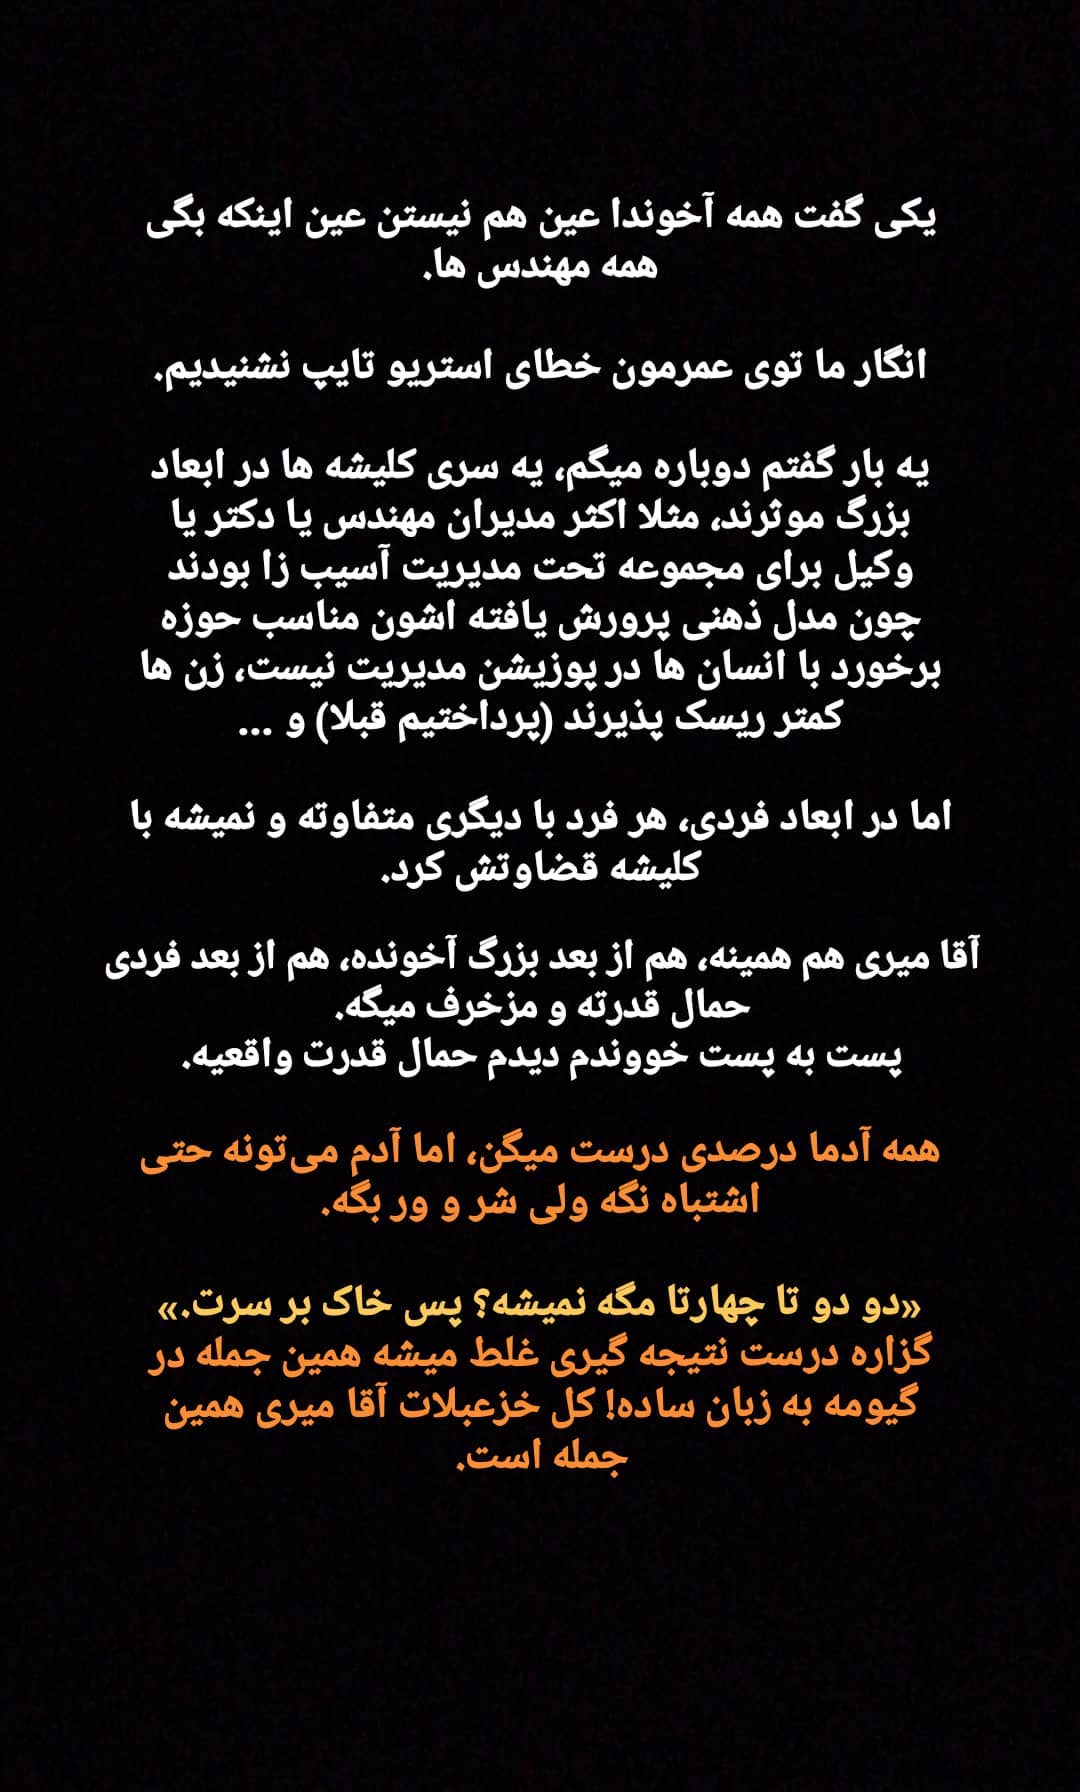 یکی گفت همه آخوندا عین هم نیستن عین اینکه بگی
همه مهندس ها.
انگار ما توی عمرمون خطای استریو تایپ نشنیدیم.
یه بار گفتم دوباره میگم، یه سری کلیشه ها در ابعاد
بزرگ موثرند، مثلا اکثر مدیران مهندس یا دکتر یا
وکیل برای مجموعه تحت مدیریت آسیب زا بودند
چون مدل ذهنی پرورش یافته اشون مناسب حوزه
برخورد با انسان ها در پوزیشن مدیریت نیست، زن ها
کمتر ریسک پذیرند (پرداختیم قبلا) و ...
اما در ابعاد فردی، هر فرد با دیگری متفاوته و نمیشه با
کلیشه قضاوتش کرد.
آقا میری هم همینه، هم از بعد بزرگ آخونده، هم از بعد فردی
حمال قدرته و مزخرف میگه.
پست به پست خووندم دیدم حمال قدرت واقعیه.
همه آدما درصدی درست میگن، اما آدم می‌تونه حتی
اشتباه نگه ولی شر و ور بگه.
«دو دو تا چهارتا مگه نمیشه؟ پس خاک بر سرت.»
گزاره درست نتیجه گیری غلط میشه همین جمله در
گیومه به زبان ساده! کل خزعبلات آقا میری همین
جمله است.